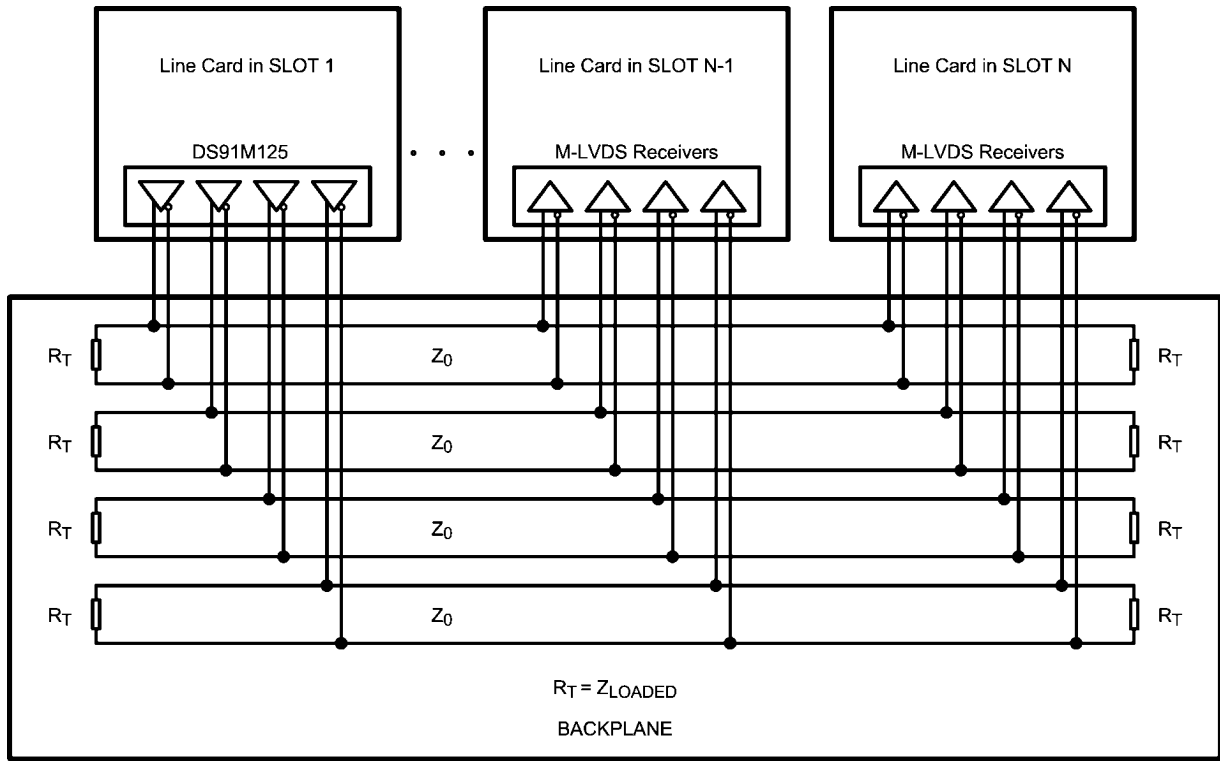 Line Card in SLOT 1
Line Card in SLOT N-1
Line Card in SLOT N
DS91M125
M-LVDS Receivers
M-LVDS Receivers
RT
Z0
RT
RT
Z0
RT
RT
Z0
RT
RT
Z0
RT
RT = ZLOADED
BACKPLANE